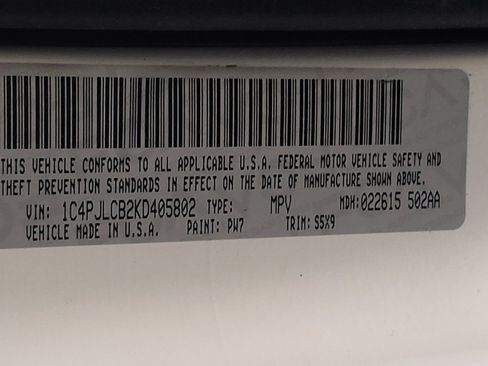 THIS VEHICLE CONFORMS TO ALL APPLICABLE U.S.A. FEDERAL MOTOR VEHICLE SAFETY AND
THEFT PREVENTION STANDARDS IN EFFECT ON THE DATE OF MANUFACTURE SHOWN ABOVE.
VIN: 1C4PJLCB2KD405802 TYPE: MPV MDH:022615 502AA
VEHICLE MADE IN U.S.A. PAINT: PW7 TRIM: S5X9